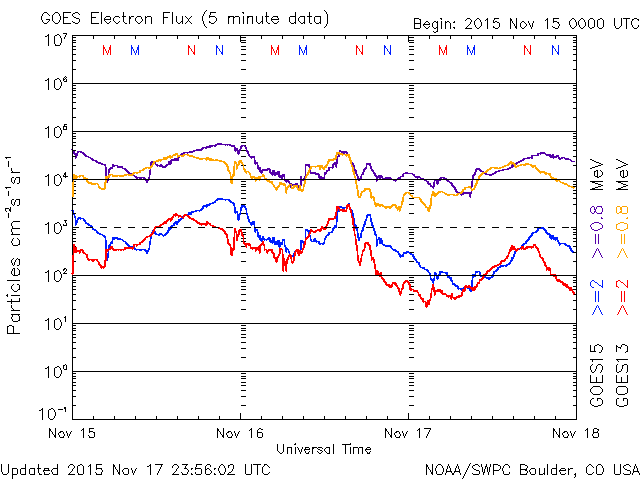 GOES Electron Flux (5 minute data)
Begin: 2015 Nov 15 0000 UTC
M M N N M M N N M M N N
10⁷
10⁶
10⁵
10⁴
10³
10²
10¹
10⁰
10⁻¹
Particles cm⁻²s⁻¹sr⁻¹
Nov 15 Nov 16 Nov 17 Nov 18
Universal Time
GOES15 >=2 >=0.8 MeV
GOES13 >=2 >=0.8 MeV
Updated 2015 Nov 17 23:56:02 UTC
NOAA/SWPC Boulder, CO USA